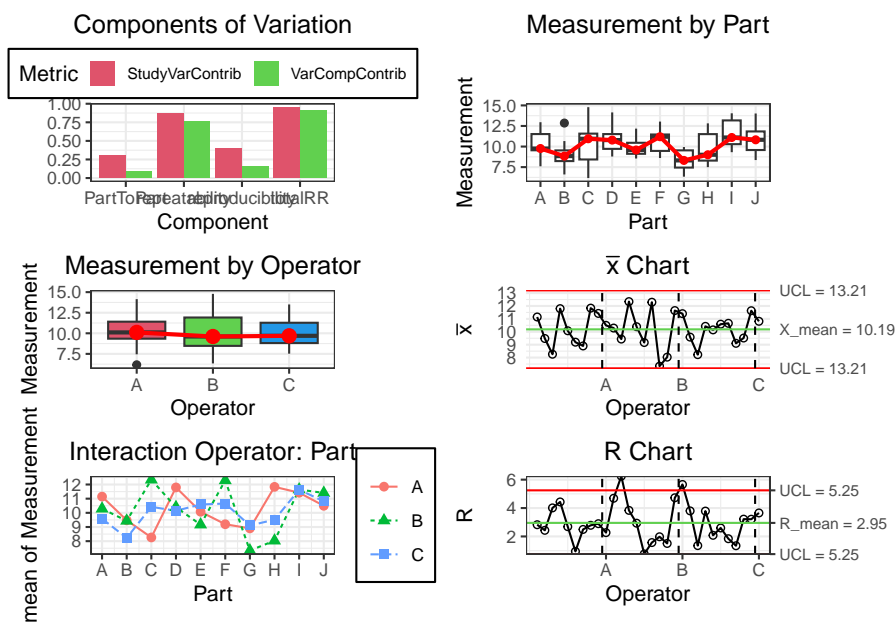 Components of Variation
Metric StudyVarContrib VarCompContrib
1.00
0.75
0.50
0.25
0.00
Component
Measurement by Part
Measurement
15.0
12.5
10.0
7.5
A B C D E F G H I J
Part
Measurement by Operator
Measurement
15.0
12.5
10.0
7.5
A B C
Operator
x̅ Chart
x̅
13
12
11
10
9
8
UCL = 13.21
X_mean = 10.19
UCL = 13.21
A B C
Operator
Interaction Operator: Part
mean of Measurement
12
11
10
9
8
A B C D E F G H I J
Part
A
B
C
R Chart
R
6
4
2
UCL = 5.25
R_mean = 2.95
UCL = 5.25
A B C
Operator